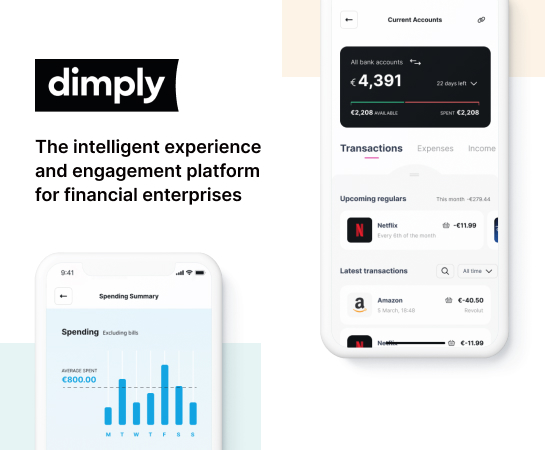 dimply
The intelligent experience
and engagement platform
for financial enterprises
9:41
Spending Summary
Spending Excluding bills
AVERAGE SPENT
€800.00
M T W T F S S
Current Accounts
All bank accounts
€4,391
22 days left
€2,208 AVAILABLE SPENT €2,208
Transactions Expenses Income
Upcoming regulars This month -€279.44
Netflix -€11.99
Every 6th of the month
Latest transactions All time
Amazon €-40.50
5 March, 18:48 Revolut
Netflix €-11.99